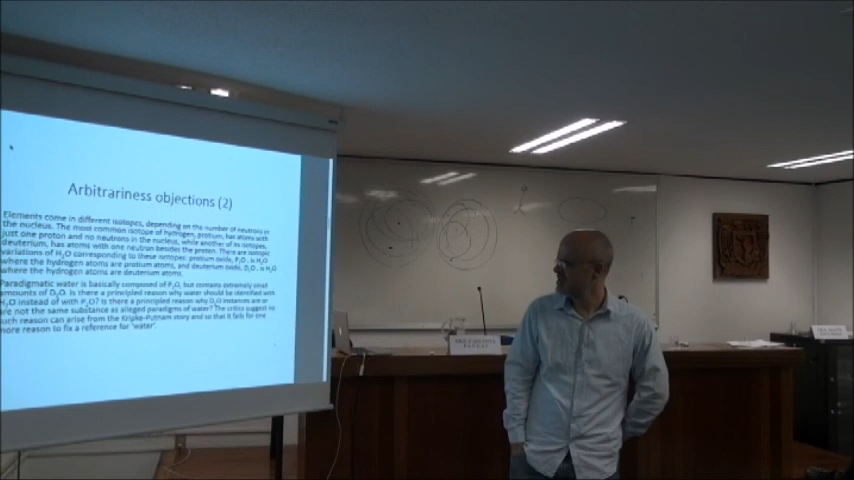 Arbitrariness objections (2)
Elements come in different isotopes, depending on the number of neutrons in
the nucleus. The most common isotope of hydrogen, protium, has atoms with
just one proton and no neutrons in the nucleus, while another of its isotopes,
deuterium, has atoms with one neutron besides the proton. There are isotopic
variations of H₂O corresponding to these isotopes: protium oxide, P₂O, is H₂O
where the hydrogen atoms are protium atoms, and deuterium oxide, D₂O, is H₂O
where the hydrogen atoms are deuterium atoms.
Paradigmatic water is basically composed of P₂O, but contains extremely small
amounts of D₂O. Is there a principled reason why water should be identified with
H₂O instead of with P₂O? Is there a principled reason why D₂O instances are or
are not the same substance as alleged paradigms of water? The critics suggest no
such reason can arise from the Kripke-Putnam story and so that it fails for one
more reason to fix a reference for 'water'.